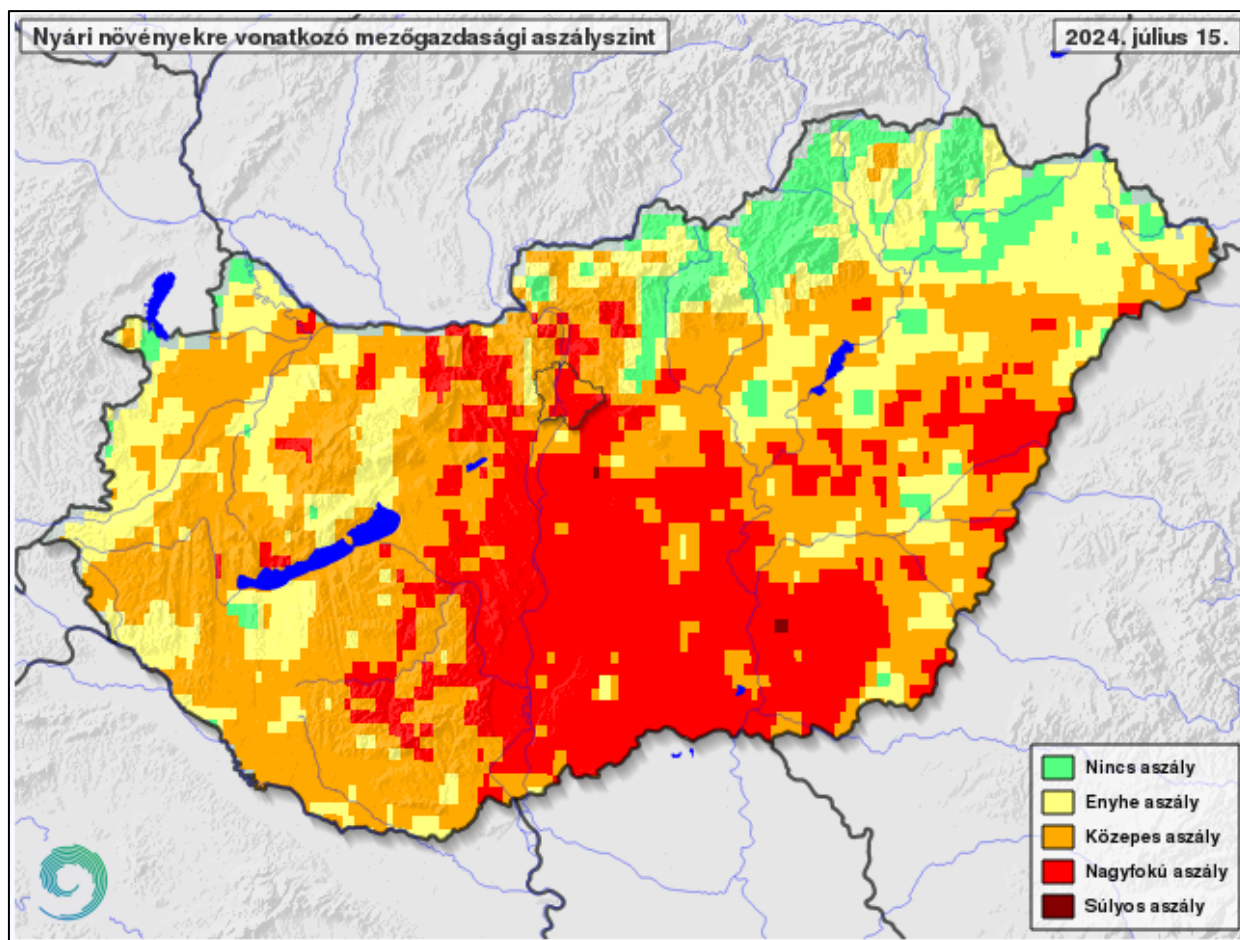 Nyári növényekre vonatkozó mezőgazdasági aszályszint
2024. július 15.
Nincs aszály
Enyhe aszály
Közepes aszály
Nagyfokú aszály
Súlyos aszály